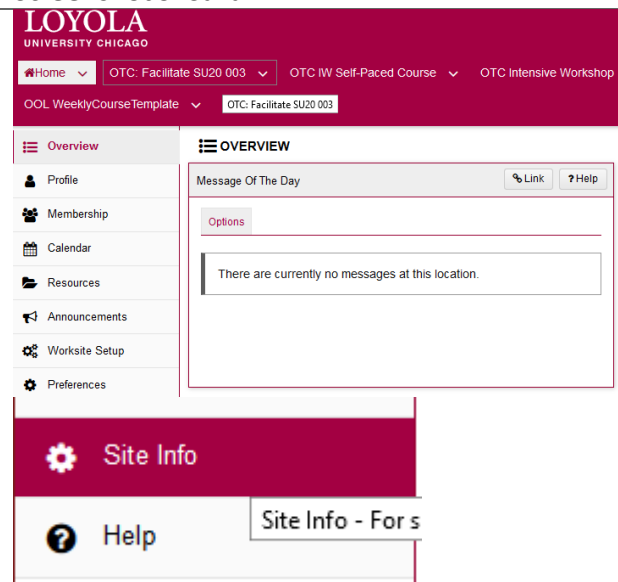 LOYOLA
UNIVERSITY CHICAGO
Home OTC: Facilitate SU20 003 OTC IW Self-Paced Course OTC Intensive Workshop
OOL WeeklyCourseTemplate OTC: Facilitate SU20 003
Overview
Profile
Membership
Calendar
Resources
Announcements
Worksite Setup
Preferences
OVERVIEW
Message Of The Day Link ? Help
Options
There are currently no messages at this location.
Site Info
Site Info - For s
Help